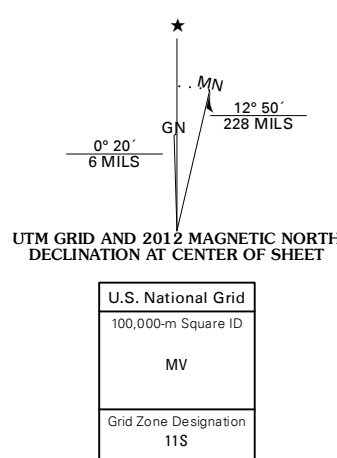 ★
MN
GN
12° 50´
228 MILS
0° 20´
6 MILS
UTM GRID AND 2012 MAGNETIC NORTH
DECLINATION AT CENTER OF SHEET
U.S. National Grid
100,000-m Square ID
MV
Grid Zone Designation
11S